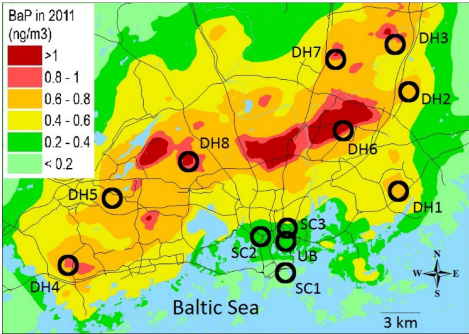 BaP in 2011
(ng/m3)
>1
0.8 - 1
0.6 - 0.8
0.4 - 0.6
0.2 - 0.4
< 0.2
DH7
DH3
DH2
DH6
DH8
DH5
DH1
SC3
SC2
UB
DH4
SC1
N
W E
S
Baltic Sea
3 km